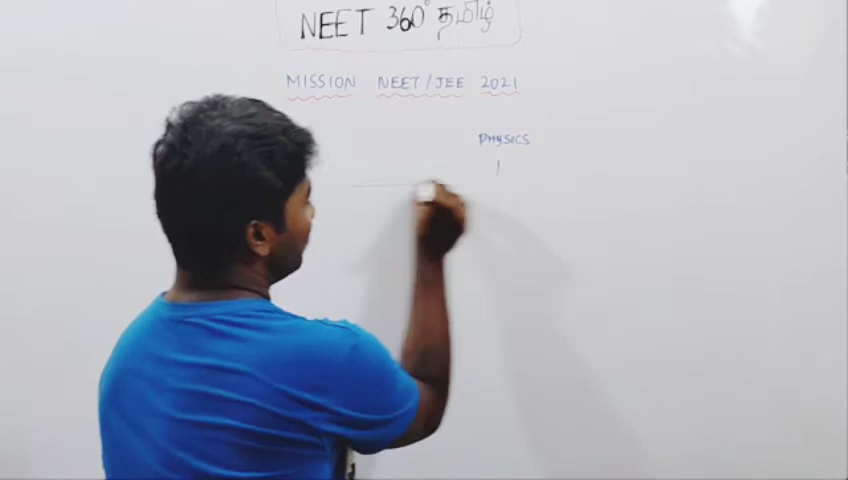 NEET 360° தமிழ்
MISSION NEET/JEE 2021
PHYSICS